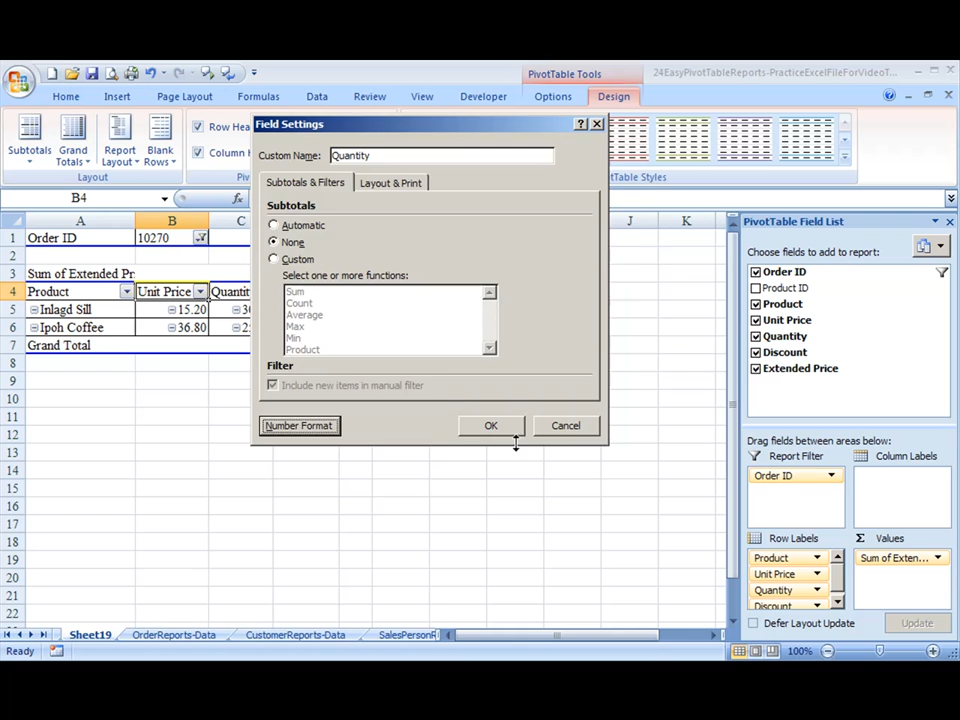 PivotTable Tools
24EasyPivotTableReports-PracticeExcelFileForVideoT...
Home Insert Page Layout Formulas Data Review View Developer Options Design
Subtotals Grand Totals Report Layout Blank Rows
Layout
Row Hea
Column H
Piv
PivotTable Styles
Field Settings
Custom Name: Quantity
Subtotals & Filters Layout & Print
Subtotals
Automatic
None
Custom
Select one or more functions:
Sum
Count
Average
Max
Min
Product
Filter
Include new items in manual filter
Number Format OK Cancel
B4 fx
A B C J K
1 Order ID 10270
2
3 Sum of Extended Pr
4 Product Unit Price Quantit
5 Inlagd Sill 15.20 30
6 Ipoh Coffee 36.80 2
7 Grand Total
8
9
10
11
12
13
14
15
16
17
18
19
20
21
22
PivotTable Field List
Choose fields to add to report:
Order ID
Product ID
Product
Unit Price
Quantity
Discount
Extended Price
Drag fields between areas below:
Report Filter Column Labels
Order ID
Row Labels Σ Values
Product Sum of Exten...
Unit Price
Quantity
Discount
Defer Layout Update Update
Sheet19 OrderReports-Data CustomerReports-Data SalesPersonR
Ready 100%